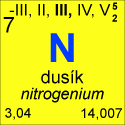 -III, II, III, IV, V 5 2
7
N
dusík
nitrogenium
3,04 14,007